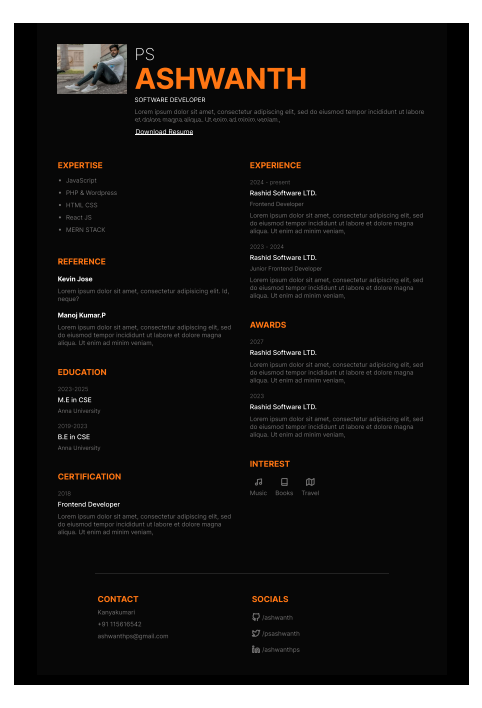 PS
ASHWANTH
SOFTWARE DEVELOPER
Lorem ipsum dolor sit amet, consectetur adipiscing elit, sed do eiusmod tempor incididunt ut labore
et dolore magna aliqua. Ut enim ad minim veniam,
Download Resume
EXPERTISE
JavaScript
PHP & Wordpress
HTML CSS
React JS
MERN STACK
REFERENCE
Kevin Jose
Lorem ipsum dolor sit amet, consectetur adipiscing elit. Id,
neque?
Manoj Kumar.P
Lorem ipsum dolor sit amet, consectetur adipiscing elit, sed
do eiusmod tempor incididunt ut labore et dolore magna
aliqua. Ut enim ad minim veniam,
EDUCATION
2023-2025
M.E in CSE
Anna University
2019-2023
B.E in CSE
Anna University
CERTIFICATION
2019
Frontend Developer
Lorem ipsum dolor sit amet, consectetur adipiscing elit, sed
do eiusmod tempor incididunt ut labore et dolore magna
aliqua. Ut enim ad minim veniam,
EXPERIENCE
2024 - present
Rashid Software LTD.
Frontend Developer
Lorem ipsum dolor sit amet, consectetur adipiscing elit, sed
do eiusmod tempor incididunt ut labore et dolore magna
aliqua. Ut enim ad minim veniam,
2023 - 2024
Rashid Software LTD.
Junior Frontend Developer
Lorem ipsum dolor sit amet, consectetur adipiscing elit, sed
do eiusmod tempor incididunt ut labore et dolore magna
aliqua. Ut enim ad minim veniam,
AWARDS
2027
Rashid Software LTD.
Lorem ipsum dolor sit amet, consectetur adipiscing elit, sed
do eiusmod tempor incididunt ut labore et dolore magna
aliqua. Ut enim ad minim veniam,
2023
Rashid Software LTD.
Lorem ipsum dolor sit amet, consectetur adipiscing elit, sed
do eiusmod tempor incididunt ut labore et dolore magna
aliqua. Ut enim ad minim veniam,
INTEREST
Music Books Travel
CONTACT
Kanyakumari
+91 115616542
ashwanthps@gmail.com
SOCIALS
/ashwanth
/psashwanth
/ashwanthps